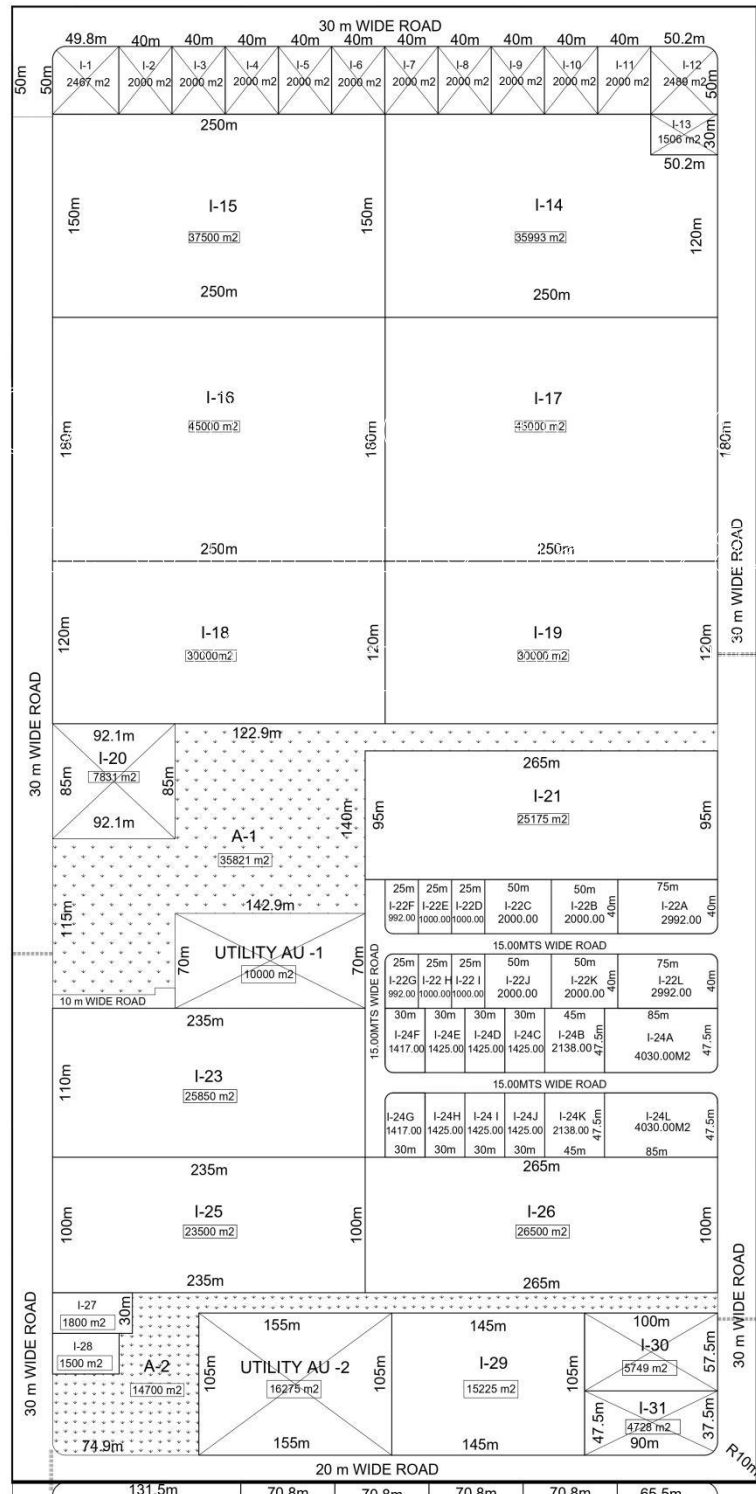 30 m WIDE ROAD
49.8m 40m 40m 40m 40m 40m 40m 40m 40m 40m 40m 50.2m
50m 50m I-1 I-2 I-3 I-4 I-5 I-6 I-7 I-8 I-9 I-10 I-11 I-12 50m
2467 m2 2000 m2 2000 m2 2000 m2 2000 m2 2000 m2 2000 m2 2000 m2 2000 m2 2000 m2 2000 m2 2489 m2
250m I-13 30m
1506 m2
50.2m
150m I-15 150m I-14 120m
37500 m2 35993 m2
250m 250m
I-16 I-17
180m 45000 m2 180m 45000 m2 180m
250m 250m
30 m WIDE ROAD
120m I-18 120m I-19 120m
30000m2 30000 m2
30 m WIDE ROAD
92.1m 122.9m
I-20 265m
85m 7831 m2 85m I-21
92.1m 140m 95m 25175 m2 95m
A-1
35821 m2
115m 142.9m
25m 25m 25m 50m 50m 75m
I-22F I-22E I-22D I-22C I-22B 40m I-22A 40m
992.00 1000.00 1000.00 2000.00 2000.00 2992.00
70m UTILITY AU -1 70m
10000 m2
15.00MTS WIDE ROAD
15.00MTS WIDE ROAD
25m 25m 25m 50m 50m 75m
I-22G I-22 H I-22 I I-22J I-22K 40m I-22L 40m
992.00 1000.00 1000.00 2000.00 2000.00 2992.00
10 m WIDE ROAD
235m 30m 30m 30m 30m 45m 85m
I-24F I-24E I-24D I-24C I-24B 47.5m I-24A 47.5m
1417.00 1425.00 1425.00 1425.00 2138.00 4030.00M2
110m I-23
25850 m2
15.00MTS WIDE ROAD
I-24G I-24H I-24 I I-24J I-24K 47.5m I-24L 47.5m
1417.00 1425.00 1425.00 1425.00 2138.00 4030.00M2
30m 30m 30m 30m 45m 85m
235m 265m
100m I-25 100m I-26 100m
23500 m2 26500 m2
235m 265m
30 m WIDE ROAD
30 m WIDE ROAD
I-27 30m
1800 m2
I-28
1500 m2
155m 145m 100m
A-2 105m UTILITY AU -2 105m I-29 105m I-30 57.5m
14700 m2 16275 m2 15225 m2 5749 m2
I-31
47.5m 4728 m2 37.5m
74.9m 155m 145m 90m R10m
20 m WIDE ROAD
131.5m 70.8m 70.8m 70.8m 70.8m 65.5m